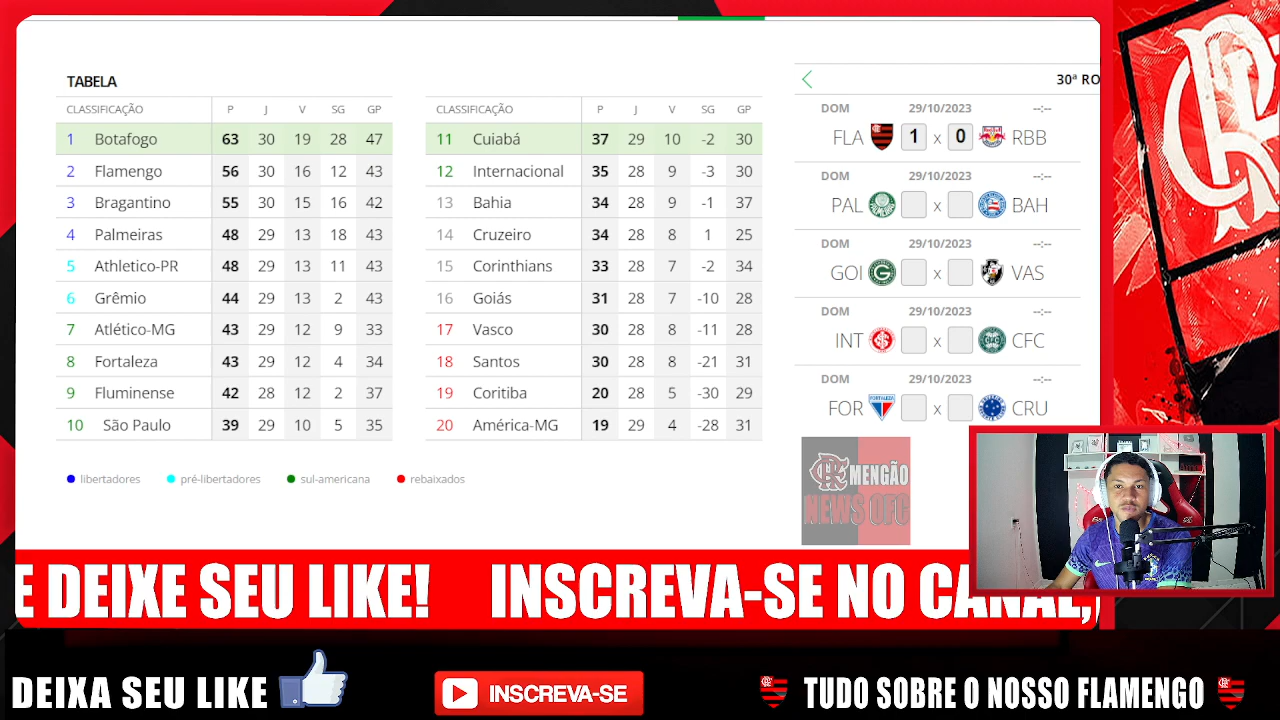 TABELA
CLASSIFICAÇÃO P J V SG GP
1 Botafogo 63 30 19 28 47
2 Flamengo 56 30 16 12 43
3 Bragantino 55 30 15 16 42
4 Palmeiras 48 29 13 18 43
5 Athletico-PR 48 29 13 11 43
6 Grêmio 44 29 13 2 43
7 Atlético-MG 43 29 12 9 33
8 Fortaleza 43 29 12 4 34
9 Fluminense 42 28 12 2 37
10 São Paulo 39 29 10 5 35
libertadores pré-libertadores sul-americana rebaixados
CLASSIFICAÇÃO P J V SG GP
11 Cuiabá 37 29 10 -2 30
12 Internacional 35 28 9 -3 30
13 Bahia 34 28 9 -1 37
14 Cruzeiro 34 28 8 1 25
15 Corinthians 33 28 7 -2 34
16 Goiás 31 28 7 -10 28
17 Vasco 30 28 8 -11 28
18 Santos 30 28 8 -21 31
19 Coritiba 20 28 5 -30 29
20 América-MG 19 29 4 -28 31
30ª RO
DOM 29/10/2023 --:--
FLA 1 x 0 RBB
DOM 29/10/2023 --:--
PAL x BAH
DOM 29/10/2023 --:--
GOI x VAS
DOM 29/10/2023 --:--
INT x CFC
DOM 29/10/2023 --:--
FOR x CRU
MENGÃO
NEWS OFC
E DEIXE SEU LIKE! INSCREVA-SE NO CANAL,
DEIXA SEU LIKE
INSCREVA-SE
TUDO SOBRE O NOSSO FLAMENGO